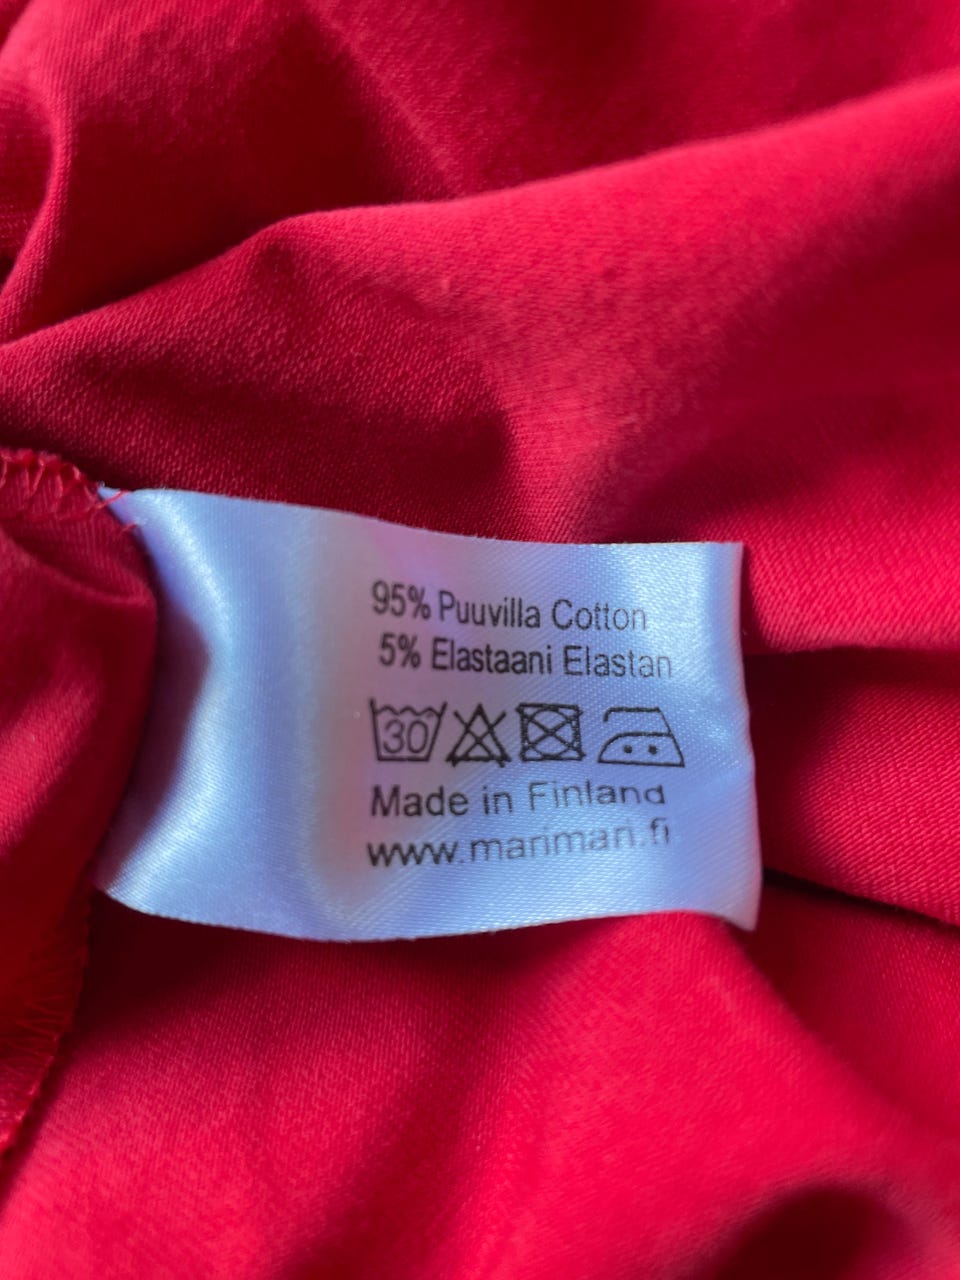 95% Puuvilla Cotton
5% Elastaani Elastan
30
Made in Finland
www.marimari.fi